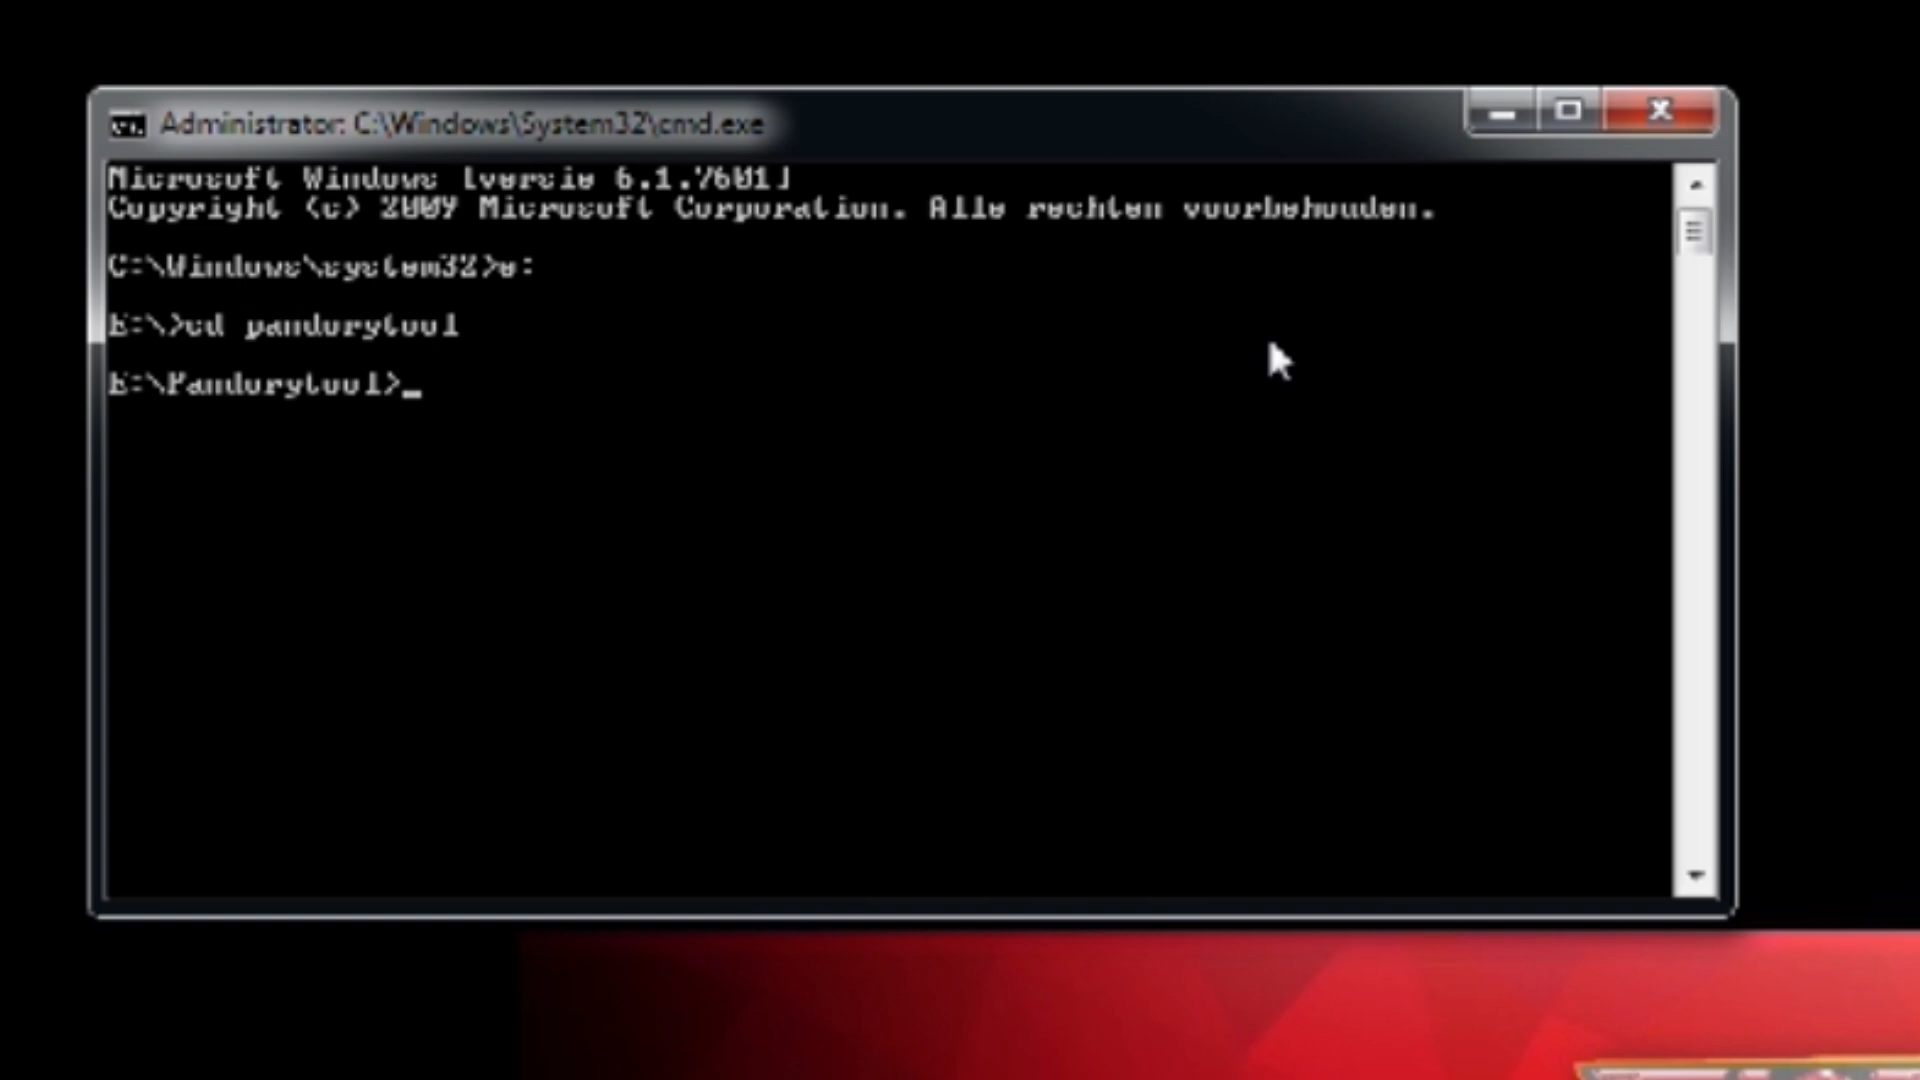 Administrator: C:\Windows\System32\cmd.exe
Microsoft Windows [versie 6.1.7601]
Copyright (c) 2009 Microsoft Corporation. Alle rechten voorbehouden.
C:\Windows\system32>e:
E:\>cd pandorytool
E:\Pandorytool>_